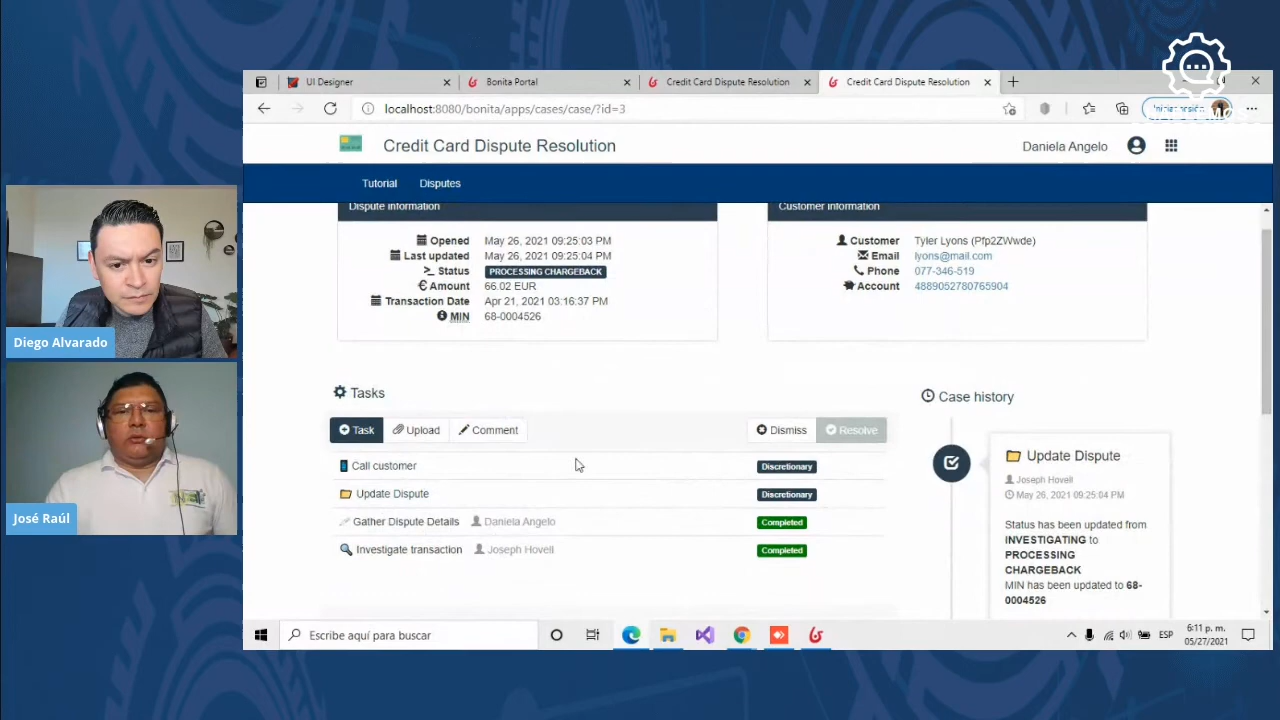 UI Designer
Bonita Portal
Credit Card Dispute Resolution
Credit Card Dispute Resolution
localhost:8080/bonita/apps/cases/case/?id=3
Credit Card Dispute Resolution
Daniela Angelo
Tutorial
Disputes
Dispute information
Customer information
Opened May 26, 2021 09:25:03 PM
Last updated May 26, 2021 09:25:04 PM
Status PROCESSING CHARGEBACK
Amount 66.02 EUR
Transaction Date Apr 21, 2021 03:16:37 PM
MIN 68-0004526
Customer Tyler Lyons (Pfp2ZWwde)
Email lyons@mail.com
Phone 077-346-519
Account 4889052780765904
Tasks
Task
Upload
Comment
Dismiss
Resolve
Call customer Discretionary
Update Dispute Discretionary
Gather Dispute Details Daniela Angelo Completed
Investigate transaction Joseph Hovell Completed
Case history
Update Dispute
Joseph Hovell
May 26, 2021 09:25:04 PM
Status has been updated from
INVESTIGATING to
PROCESSING
CHARGEBACK
MIN has been updated to 68-
0004526
Diego Alvarado
José Raúl
Escribe aquí para buscar
ESP
6:11 p. m.
05/27/2021